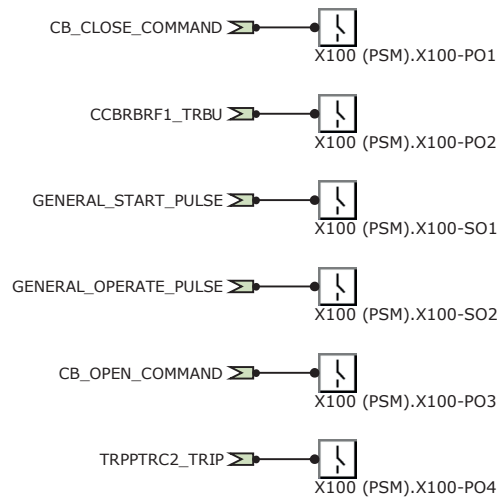 CB_CLOSE_COMMAND
X100 (PSM).X100-PO1
CCBRBRF1_TRBU
X100 (PSM).X100-PO2
GENERAL_START_PULSE
X100 (PSM).X100-SO1
GENERAL_OPERATE_PULSE
X100 (PSM).X100-SO2
CB_OPEN_COMMAND
X100 (PSM).X100-PO3
TRPPTRC2_TRIP
X100 (PSM).X100-PO4